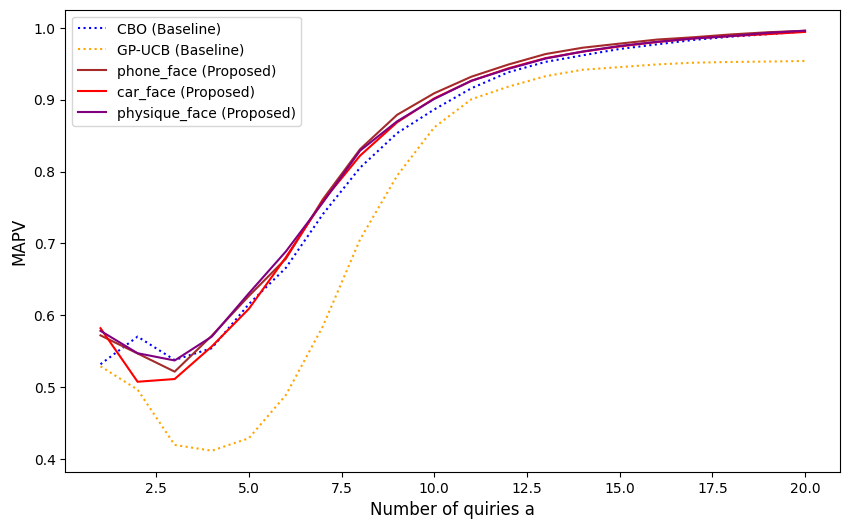 CBO (Baseline)
GP-UCB (Baseline)
phone_face (Proposed)
car_face (Proposed)
physique_face (Proposed)
MAPV
1.0
0.9
0.8
0.7
0.6
0.5
0.4
2.5 5.0 7.5 10.0 12.5 15.0 17.5 20.0
Number of quiries a